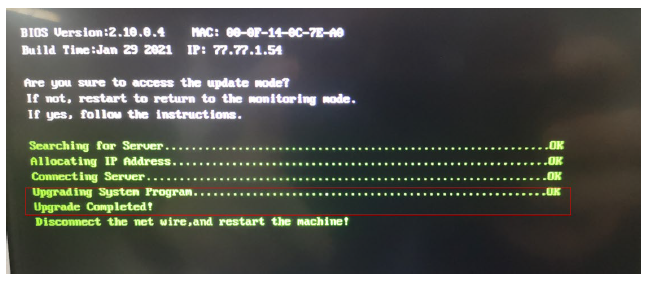 BIOS Version:2.10.0.4 MAC: 00-0F-14-0C-7E-A0
Build Time:Jan 29 2021 IP: 77.77.1.54
Are you sure to access the update mode?
If not, restart to return to the monitoring mode.
If yes, follow the instructions.
Searching for Server......................................................OK
Allocating IP Address.....................................................OK
Connecting Server.........................................................OK
Upgrading System Program..................................................OK
Upgrade Completed!
Disconnect the net wire,and restart the machine!